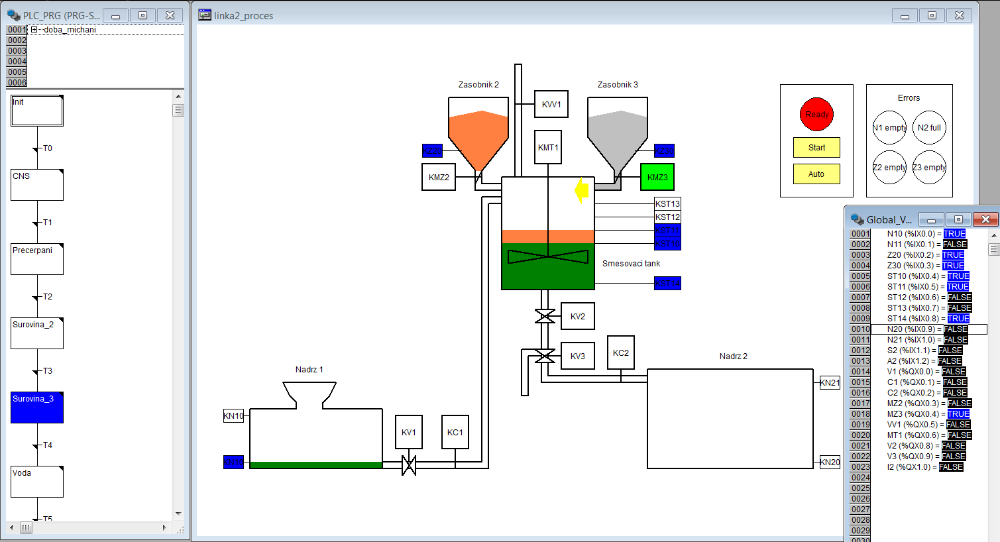 PLC_PRG (PRG-S...
0001 doba_michani
0002
0003
0004
0005
0006
Init
T0
CNS
T1
Precerpani
T2
Surovina_2
T3
Surovina_3
T4
Voda
T5
linka2_proces
Zasobnik 2
KVV1
Zasobnik 3
KMT1
KZ20
KZ30
KMZ2
KMZ3
KST13
KST12
KST11
KST10
Smesovaci tank
KST14
KV2
KV3
KC2
Nadrz 2
KN21
KN20
Nadrz 1
KN10
KV1
KC1
KN10
Ready
Start
Auto
Errors
N1 empty
N2 full
Z2 empty
Z3 empty
Global_V...
0001 N10 (%IX0.0) = TRUE
0002 N11 (%IX0.1) = FALSE
0003 Z20 (%IX0.2) = TRUE
0004 Z30 (%IX0.3) = TRUE
0005 ST10 (%IX0.4) = TRUE
0006 ST11 (%IX0.5) = TRUE
0007 ST12 (%IX0.6) = FALSE
0008 ST13 (%IX0.7) = FALSE
0009 ST14 (%IX0.8) = TRUE
0010 N20 (%IX0.9) = FALSE
0011 N21 (%IX1.0) = FALSE
0012 S2 (%IX1.1) = FALSE
0013 A2 (%IX1.2) = FALSE
0014 V1 (%QX0.0) = FALSE
0015 C1 (%QX0.1) = FALSE
0016 C2 (%QX0.2) = FALSE
0017 MZ2 (%QX0.3) = FALSE
0018 MZ3 (%QX0.4) = TRUE
0019 VV1 (%QX0.5) = FALSE
0020 MT1 (%QX0.6) = FALSE
0021 V2 (%QX0.8) = FALSE
0022 V3 (%QX0.9) = FALSE
0023 I2 (%QX1.0) = FALSE
0024
0025
0026
0027
0028
0029
0030